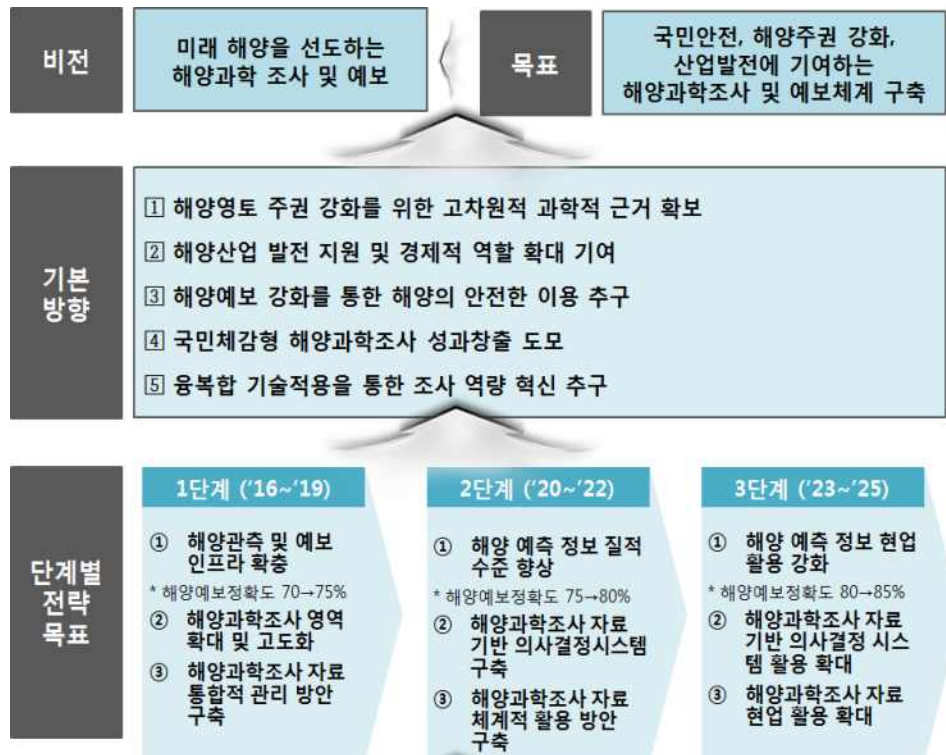 비전
미래 해양을 선도하는
해양과학 조사 및 예보
목표
국민안전, 해양주권 강화,
산업발전에 기여하는
해양과학조사 및 예보체계 구축
기본
방향
1 해양영토 주권 강화를 위한 고차원적 과학적 근거 확보
2 해양산업 발전 지원 및 경제적 역할 확대 기여
3 해양예보 강화를 통한 해양의 안전한 이용 추구
4 국민체감형 해양과학조사 성과창출 도모
5 융복합 기술적용을 통한 조사 역량 혁신 추구
단계별
전략
목표
1단계 ('16~'19)
① 해양관측 및 예보
인프라 확충
* 해양예보정확도 70→75%
② 해양과학조사 영역
확대 및 고도화
③ 해양과학조사 자료
통합적 관리 방안
구축
2단계 ('20~'22)
① 해양 예측 정보 질적
수준 향상
* 해양예보정확도 75→80%
② 해양과학조사 자료
기반 의사결정시스템
구축
③ 해양과학조사 자료
체계적 활용 방안
구축
3단계 ('23~'25)
① 해양 예측 정보 현업
활용 강화
* 해양예보정확도 80→85%
② 해양과학조사 자료
기반 의사결정 시스
템 활용 확대
③ 해양과학조사 자료
현업 활용 확대